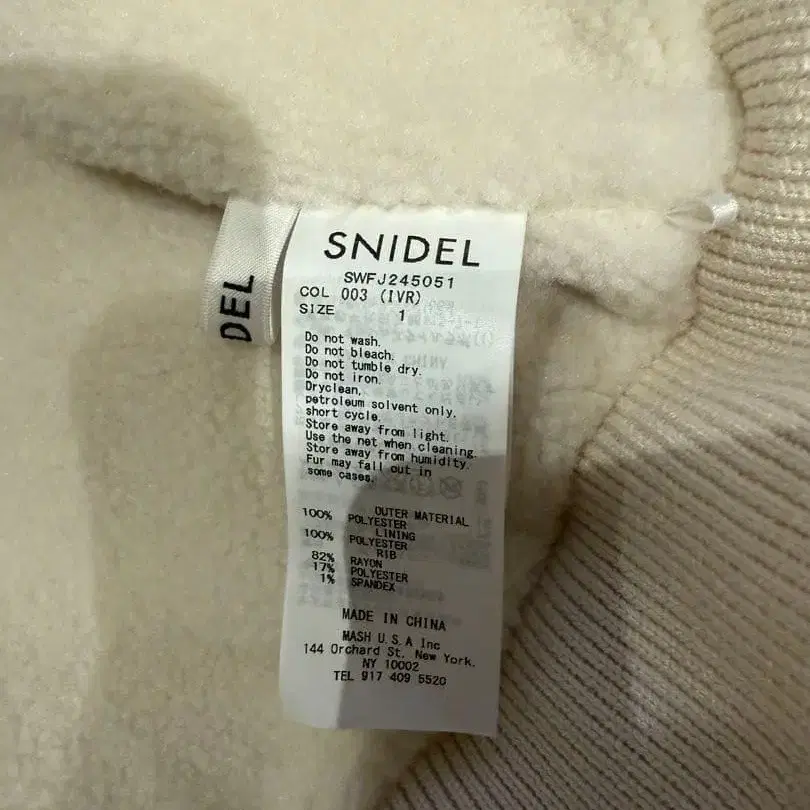 SNIDEL
SWFJ245051
COL 003 (IVR)
SIZE 1
Do not wash.
Do not bleach.
Do not tumble dry.
Do not iron.
Dryclean,
petroleum solvent only.
short cycle.
Store away from light.
Use the net when cleaning.
Store away from humidity.
Fur may fall out in
some cases.
OUTER MATERIAL
100% POLYESTER
LINING
100% POLYESTER
RIB
82% RAYON
17% POLYESTER
1% SPANDEX
MADE IN CHINA
MASH U.S.A Inc
144 Orchard St. New York.
NY 10002
TEL 917 409 5520
DEL